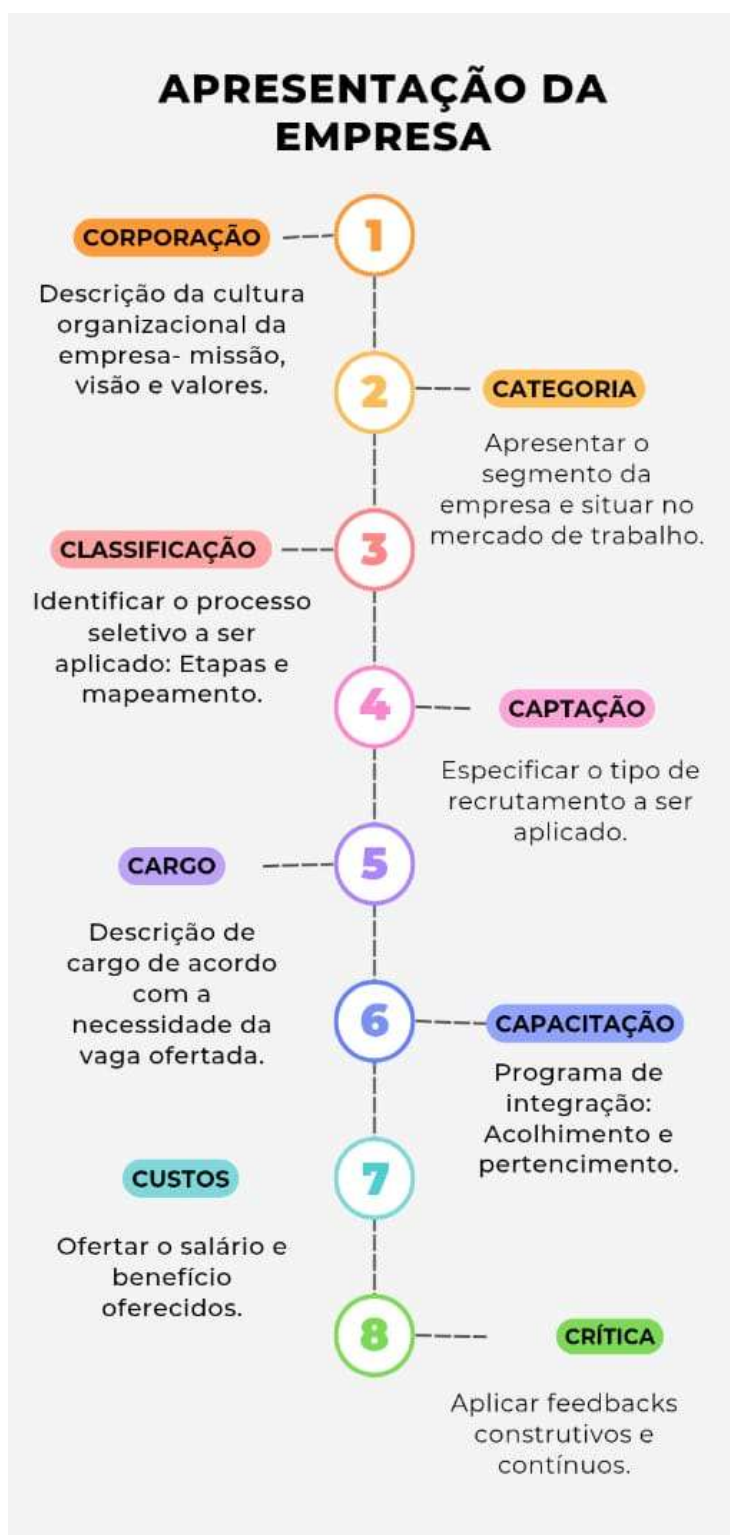 APRESENTAÇÃO DA
EMPRESA
1
CORPORAÇÃO
Descrição da cultura
organizacional da
empresa- missão,
visão e valores.
2
CATEGORIA
Apresentar o
segmento da
empresa e situar no
mercado de trabalho.
3
CLASSIFICAÇÃO
Identificar o processo
seletivo a ser
aplicado: Etapas e
mapeamento.
4
CAPTAÇÃO
Especificar o tipo de
recrutamento a ser
aplicado.
5
CARGO
Descrição de
cargo de acordo
com a
necessidade da
vaga ofertada.
6
CAPACITAÇÃO
Programa de
integração:
Acolhimento e
pertencimento.
7
CUSTOS
Ofertar o salário e
benefício
oferecidos.
8
CRÍTICA
Aplicar feedbacks
construtivos e
contínuos.